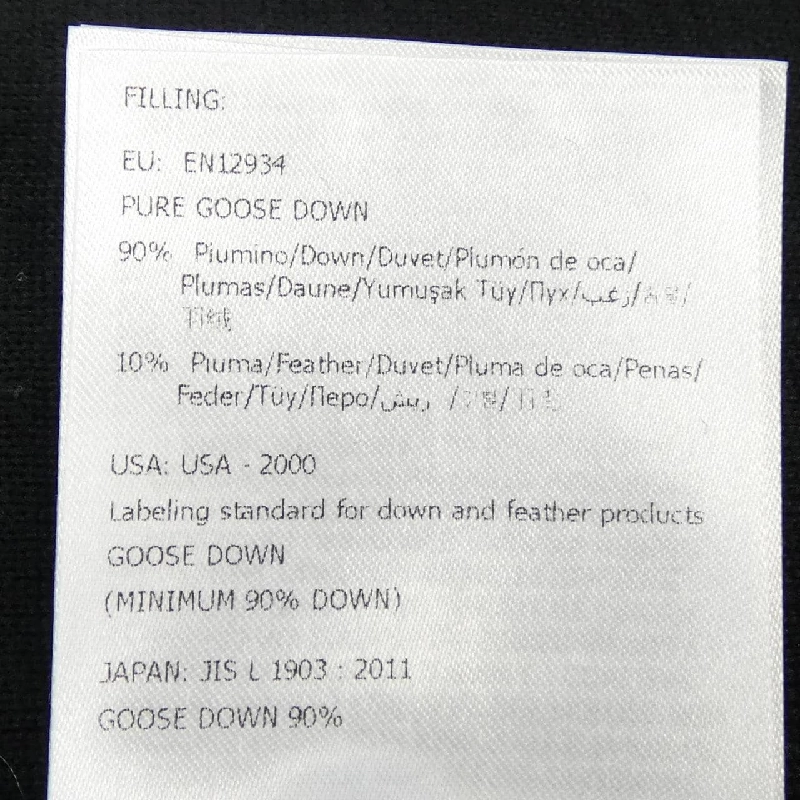 FILLING:
EU: EN12934
PURE GOOSE DOWN
90% Piumino/Down/Duvet/Plumón de oca/
Plumas/Daune/Yumuşak Tüy/Пух/زغب/
羽绒
10% Piuma/Feather/Duvet/Pluma de oca/Penas/
Feder/Tüy/Перо/ريش /
USA: USA - 2000
Labeling standard for down and feather products
GOOSE DOWN
(MINIMUM 90% DOWN)
JAPAN: JIS L 1903 : 2011
GOOSE DOWN 90%